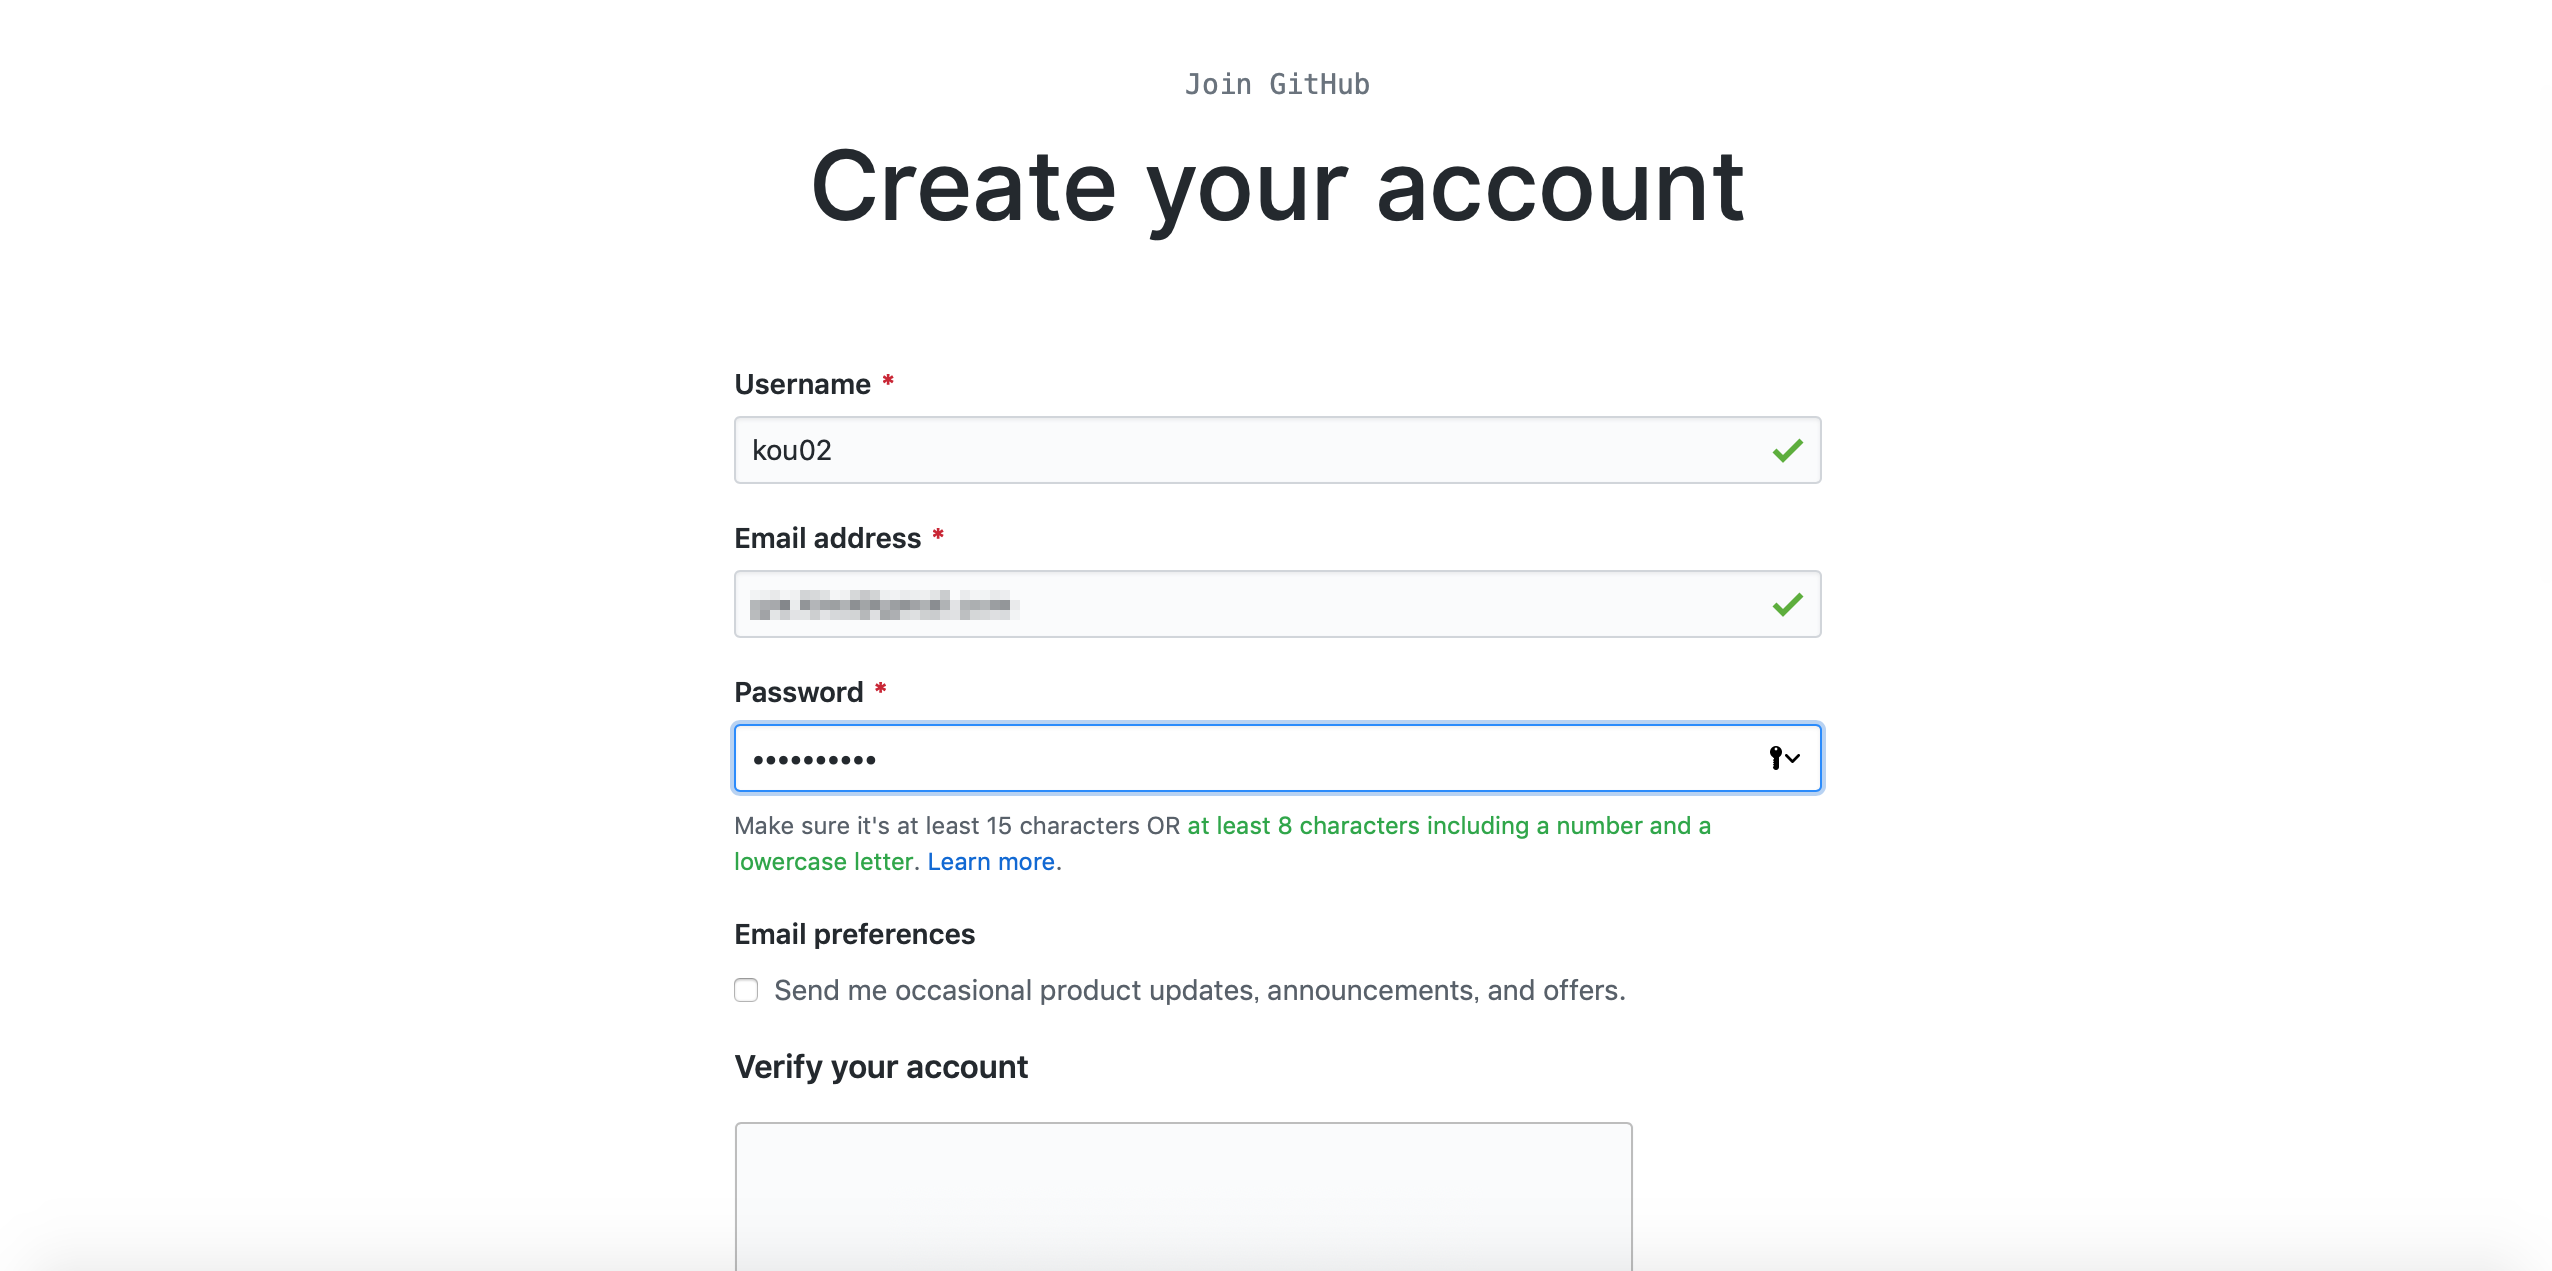 Join GitHub
Create your account
Username *
kou02
Email address *
Password *
••••••••••
Make sure it's at least 15 characters OR at least 8 characters including a number and a
lowercase letter. Learn more.
Email preferences
Send me occasional product updates, announcements, and offers.
Verify your account